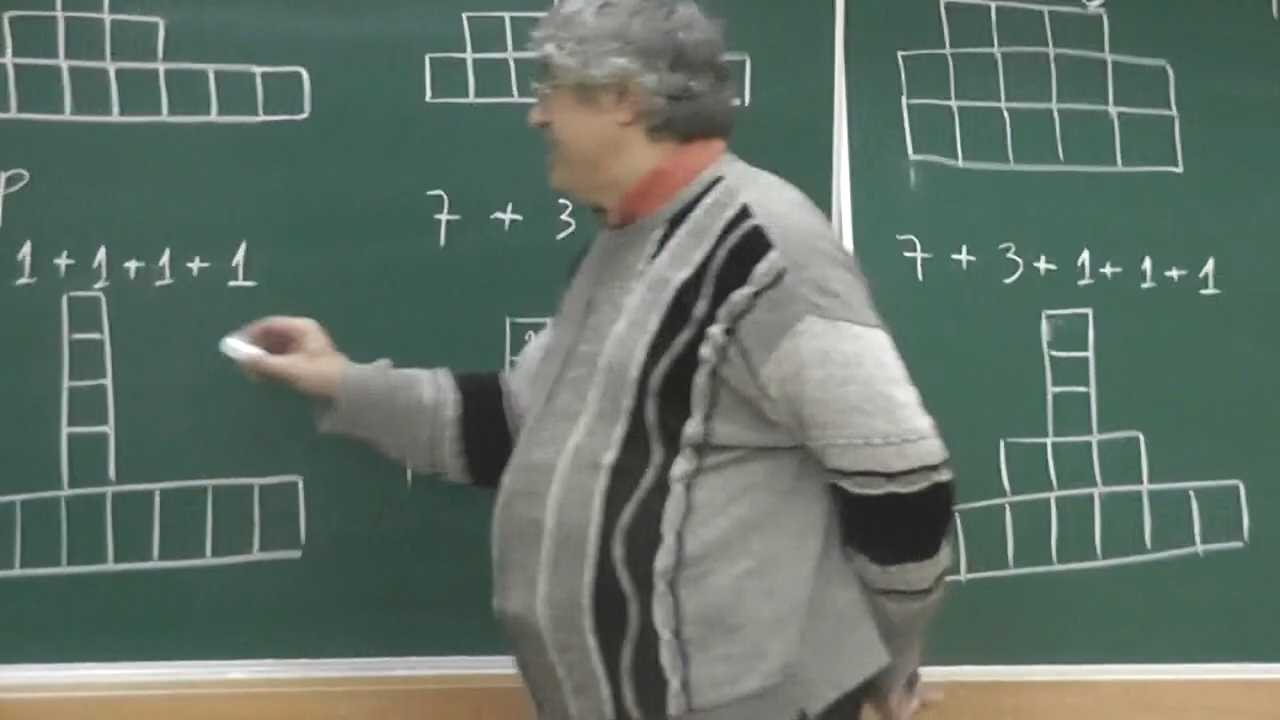 p
1 + 1 + 1 + 1
7 + 3
7 + 3 + 1 + 1 + 1